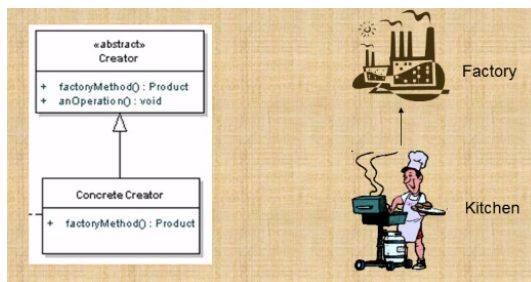 «abstract»
Creator
+ factoryMethod() : Product
+ anOperation() : void
Concrete Creator
+ factoryMethod() : Product
Factory
Kitchen